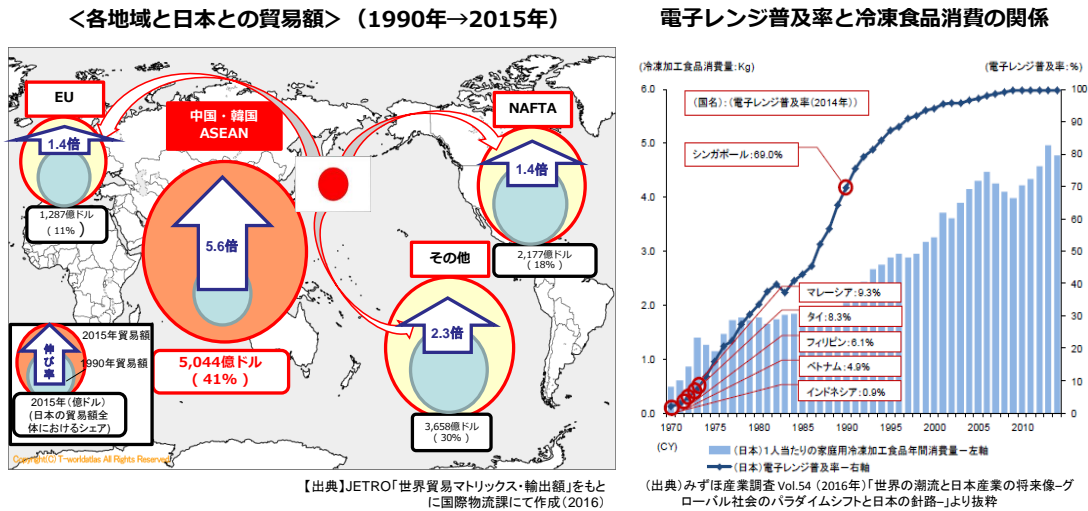 <各地域と日本との貿易額>（1990年→2015年）
EU
1.4倍
1,287億ドル
( 11% )
中国・韓国
ASEAN
5.6倍
5,044億ドル
( 41% )
NAFTA
1.4倍
2,177億ドル
( 18% )
その他
2.3倍
3,658億ドル
( 30% )
2015年貿易額
1990年貿易額
伸び率
2015年（億ドル）
(日本の貿易額全
体におけるシェア)
Copyright(C) T-worldatlas All Rights Reserved
【出典】JETRO「世界貿易マトリックス・輸出額」をもと
に国際物流課にて作成(2016)
電子レンジ普及率と冷凍食品消費の関係
(冷凍加工食品消費量:Kg)
(電子レンジ普及率:%)
6.0
5.0
4.0
3.0
2.0
1.0
0.0
100
90
80
70
60
50
40
30
20
10
0
(国名):(電子レンジ普及率(2014年))
シンガポール:69.0%
マレーシア:9.3%
タイ:8.3%
フィリピン:6.1%
ベトナム:4.9%
インドネシア:0.9%
1970 1975 1980 1985 1990 1995 2000 2005 2010
(CY)
(日本)1人当たりの家庭用冷凍加工食品年間消費量－左軸
(日本)電子レンジ普及率－右軸
(出典)みずほ産業調査 Vol.54 (2016年)「世界の潮流と日本産業の将来像–グ
ローバル社会のパラダイムシフトと日本の針路–」より抜粋